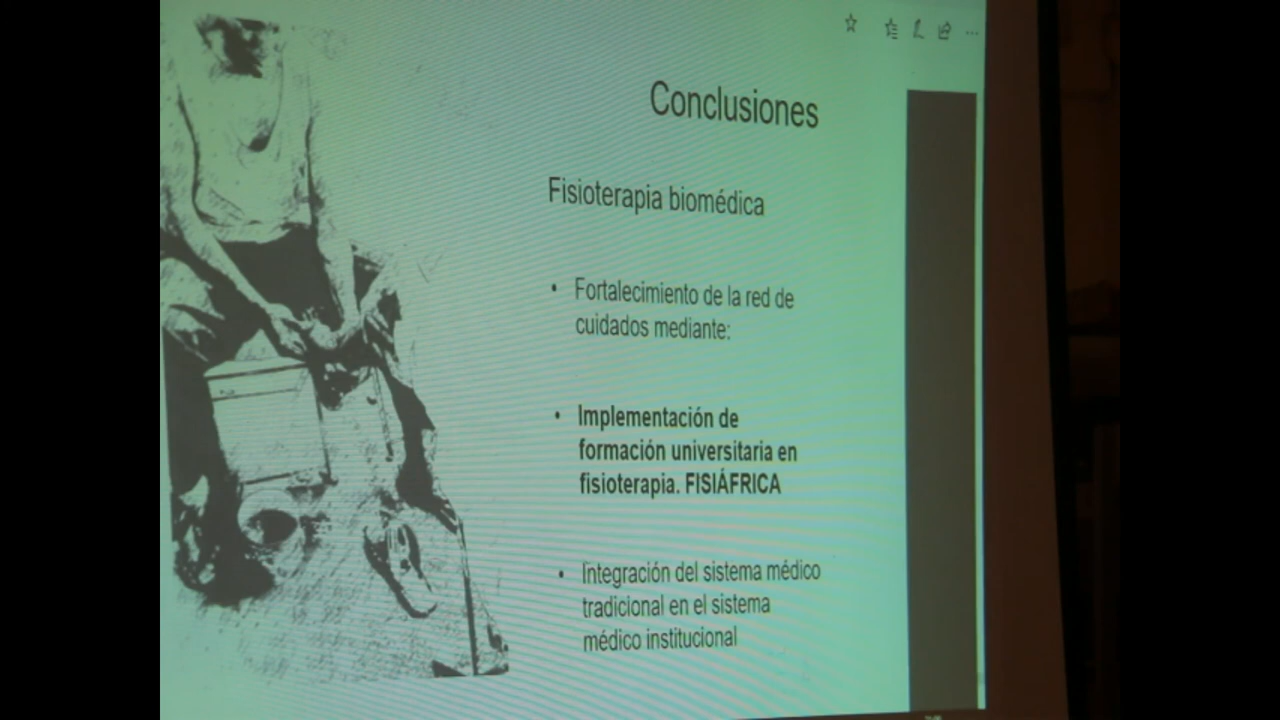 Conclusiones
Fisioterapia biomédica
• Fortalecimiento de la red de
cuidados mediante:
• Implementación de
formación universitaria en
fisioterapia. FISIÁFRICA
• Integración del sistema médico
tradicional en el sistema
médico institucional